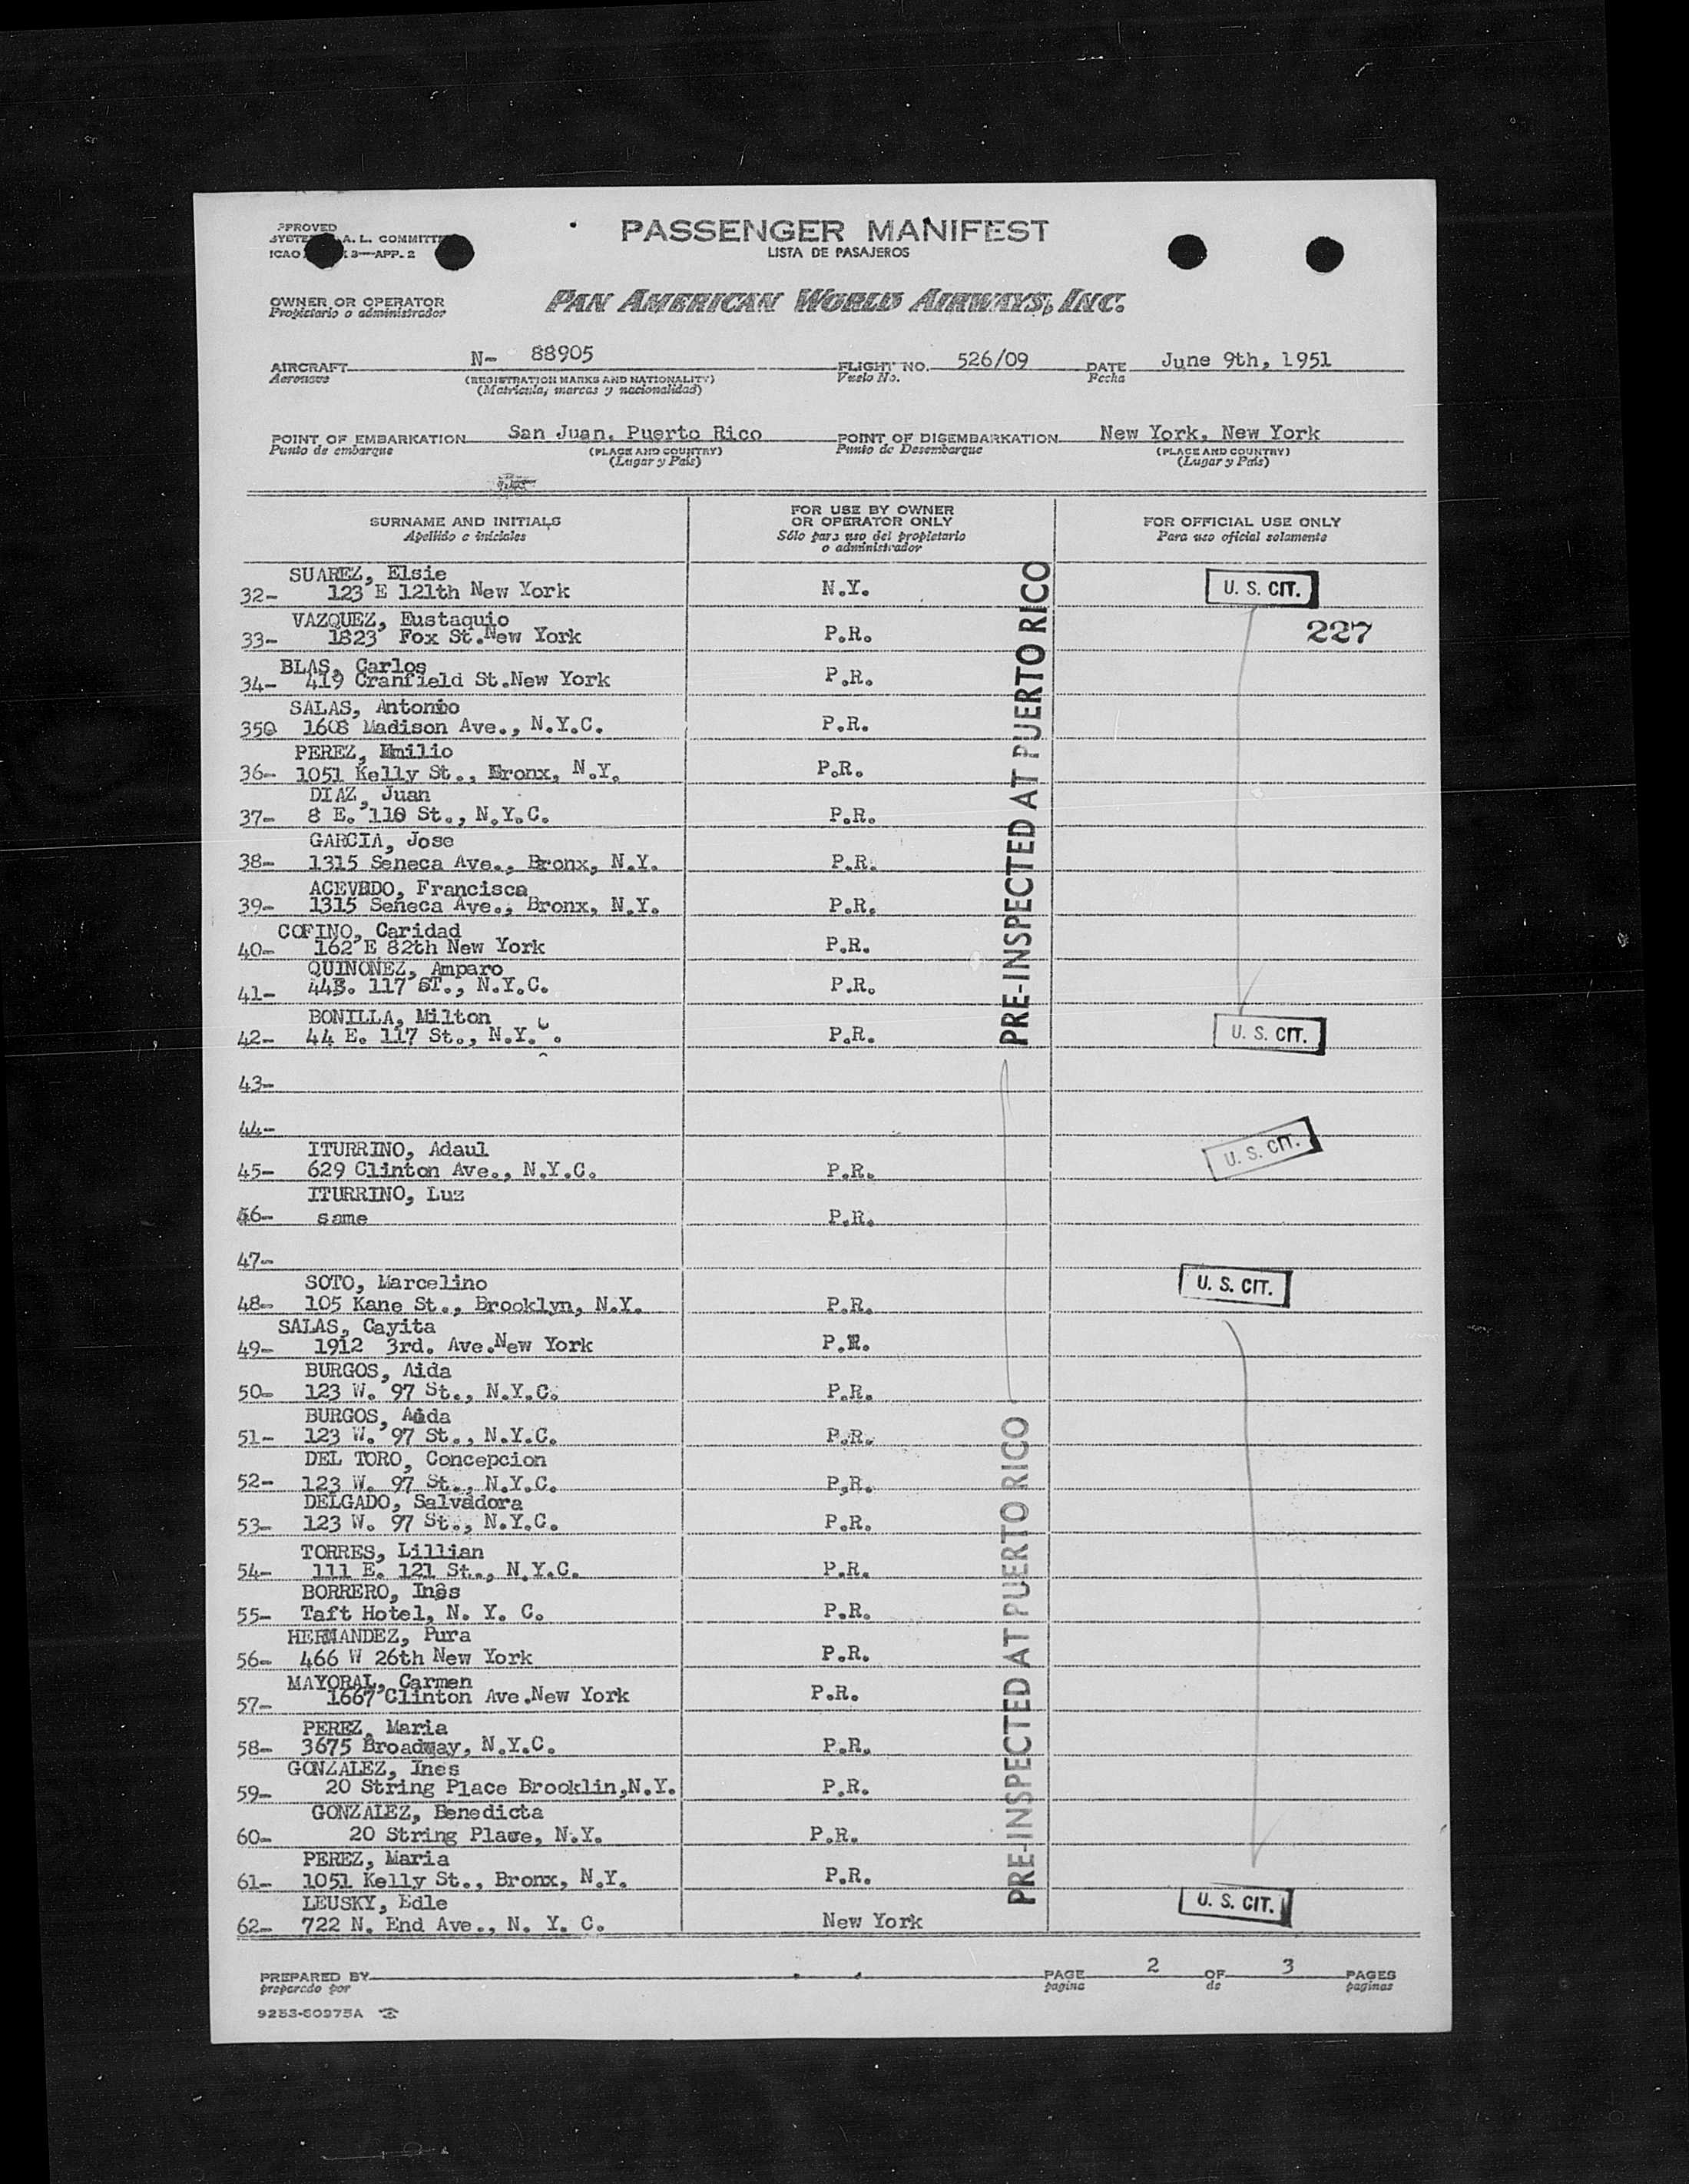 PPROVED
SYSTE A. L. COMMITT
ICAO 3—APP. 2
PASSENGER MANIFEST
LISTA DE PASAJEROS
OWNER OR OPERATOR
Propietario o administrador
PAN AMERICAN WORLD AIRWAYS, INC.
AIRCRAFT N- 88905 FLIGHT NO. 526/09 DATE June 9th, 1951
Aeronave (REGISTRATION MARKS AND NATIONALITY) Vuelo No. Fecha
(Matrícula, marcas y nacionalidad)
POINT OF EMBARKATION San Juan, Puerto Rico POINT OF DISEMBARKATION New York, New York
Punto de embarque (PLACE AND COUNTRY) Punto de Desembarque (PLACE AND COUNTRY)
(Lugar y País) (Lugar y País)
SURNAME AND INITIALS
Apellido e iniciales
FOR USE BY OWNER
OR OPERATOR ONLY
Sólo para uso del propietario
o administrador
FOR OFFICIAL USE ONLY
Para uso oficial solamente
SUAREZ, Elsie
32- 123 E 121th New York N.Y. U. S. CIT.
VAZQUEZ, Eustaquio
33- 1823 Fox St.New York P.R. 227
BLAS, Carlos
34- 419 Cranfield St.New York P.R.
SALAS, Antonio
350 1608 Madison Ave., N.Y.C. P.R.
PEREZ, Emilio
36- 1051 Kelly St., Bronx, N.Y. P.R.
DIAZ, Juan
37- 8 E. 110 St., N.Y.C. P.R.
GARCIA, Jose
38- 1315 Seneca Ave., Bronx, N.Y. P.R.
ACEVEDO, Francisca
39- 1315 Seneca Ave., Bronx, N.Y. P.R.
COFINO, Caridad
40- 162 E 82th New York P.R.
QUINONEZ, Amparo
41- 44E. 117 ST., N.Y.C. P.R.
BONILLA, Milton
42- 44 E. 117 St., N.Y. C. P.R. U. S. CIT.
PRE-INSPECTED AT PUERTO RICO
43-
44-
ITURRINO, Adaul
45- 629 Clinton Ave., N.Y.C. P.R. U. S. CIT.
ITURRINO, Luz
46- same P.R.
47-
SOTO, Marcelino
48- 105 Kane St., Brooklyn, N.Y. P.R. U. S. CIT.
SALAS, Cayita
49- 1912 3rd. Ave.New York P.R.
BURGOS, Aida
50- 123 W. 97 St., N.Y.C. P.R.
BURGOS, Aida
51- 123 W. 97 St., N.Y.C. P.R.
DEL TORO, Concepcion
52- 123 W. 97 St., N.Y.C. P.R.
DELGADO, Salvadora
53- 123 W. 97 St., N.Y.C. P.R.
TORRES, Lillian
54- 111 E. 121 St., N.Y.C. P.R.
BORRERO, Inés
55- Taft Hotel, N. Y. C. P.R.
HERNANDEZ, Pura
56- 466 W 26th New York P.R.
MAYORAL, Carmen
57- 1667 Clinton Ave.New York P.R.
PEREZ, Maria
58- 3675 Broadway, N.Y.C. P.R.
GONZALEZ, Ines
59- 20 String Place Brooklin,N.Y. P.R.
GONZALEZ, Benedicta
60- 20 String Place, N.Y. P.R.
PEREZ, Maria
61- 1051 Kelly St., Bronx, N.Y. P.R.
LEUSKY, Edle
62- 722 N. End Ave., N. Y. C. New York U. S. CIT.
PRE-INSPECTED AT PUERTO RICO
PREPARED BY PAGE 2 OF 3 PAGES
preparado por pagina de paginas
9253-60975A